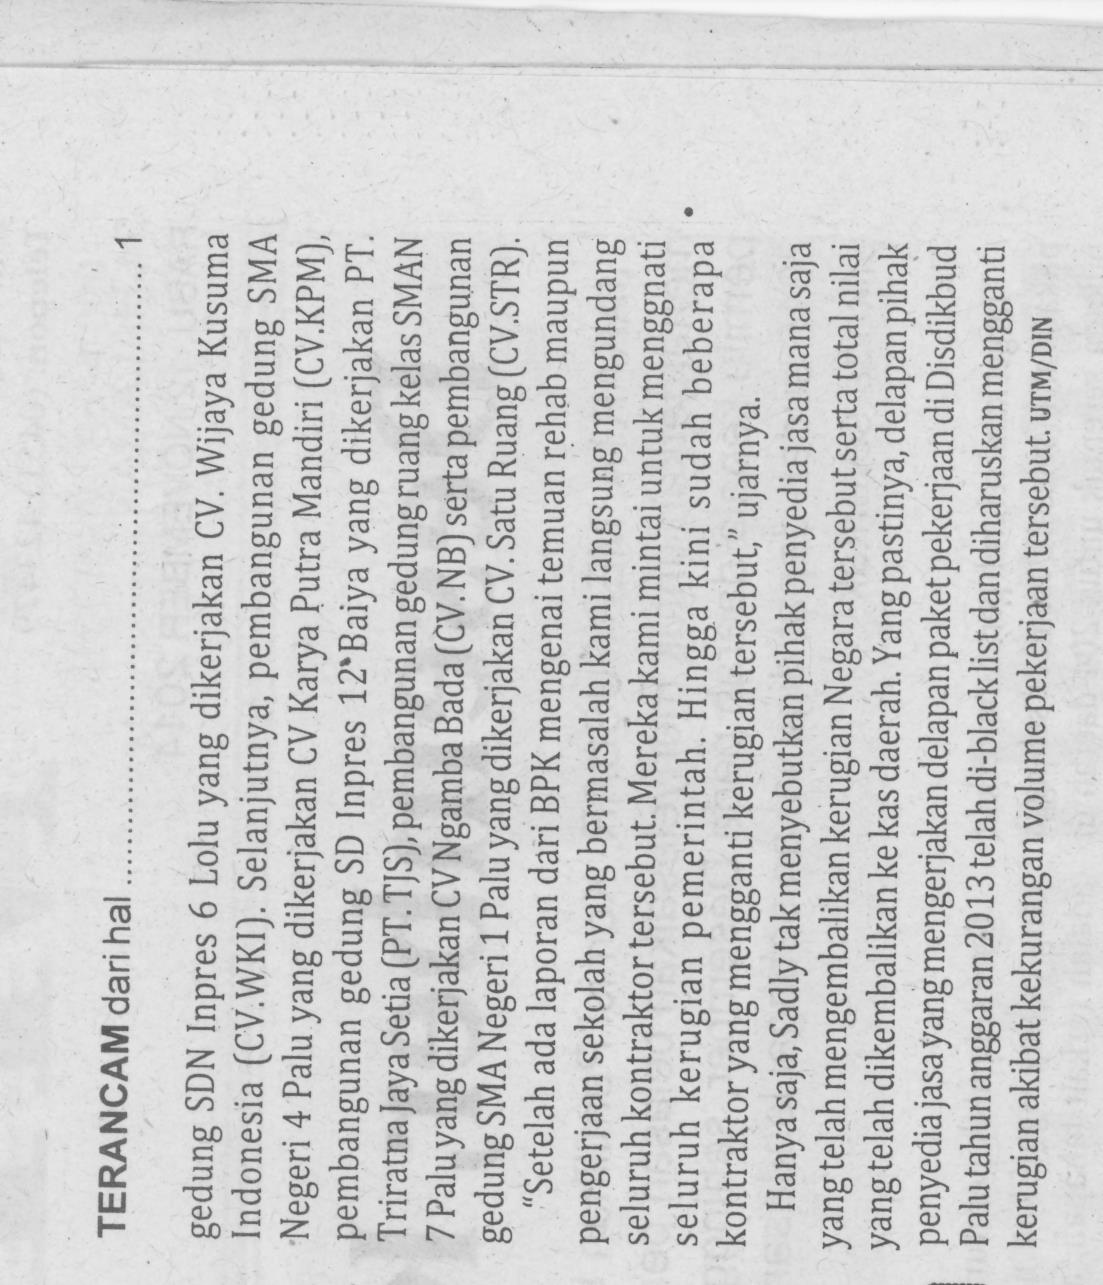 TERANCAM dari hal ........................................................ 1
gedung SDN Inpres 6 Lolu yang dikerjakan CV. Wijaya Kusuma
Indonesia (CV.WKI). Selanjutnya, pembangunan gedung SMA
Negeri 4 Palu yang dikerjakan CV Karya Putra Mandiri (CV.KPM),
pembangunan gedung SD Inpres 12 Baiya yang dikerjakan PT.
Triratna Jaya Setia (PT. TJS), pembangunan gedung ruang kelas SMAN
7 Palu yang dikerjakan CV Ngamba Bada (CV.NB) serta pembangunan
gedung SMA Negeri 1 Palu yang dikerjakan CV. Satu Ruang (CV.STR).
“Setelah ada laporan dari BPK mengenai temuan rehab maupun
pengerjaan sekolah yang bermasalah, kami langsung mengundang
seluruh kontraktor tersebut. Mereka kami mintai untuk menggnati
seluruh kerugian pemerintah. Hingga kini sudah beberapa
kontraktor yang mengganti kerugian tersebut,” ujarnya.
Hanya saja, Sadly tak menyebutkan pihak penyedia jasa mana saja
yang telah mengembalikan kerugian Negara tersebut serta total nilai
yang telah dikembalikan ke kas daerah. Yang pastinya, delapan pihak
penyedia jasa yang mengerjakan delapan paket pekerjaan di Disdikbud
Palu tahun anggaran 2013 telah di-black list dan diharuskan mengganti
kerugian akibat kekurangan volume pekerjaan tersebut. UTM/DIN